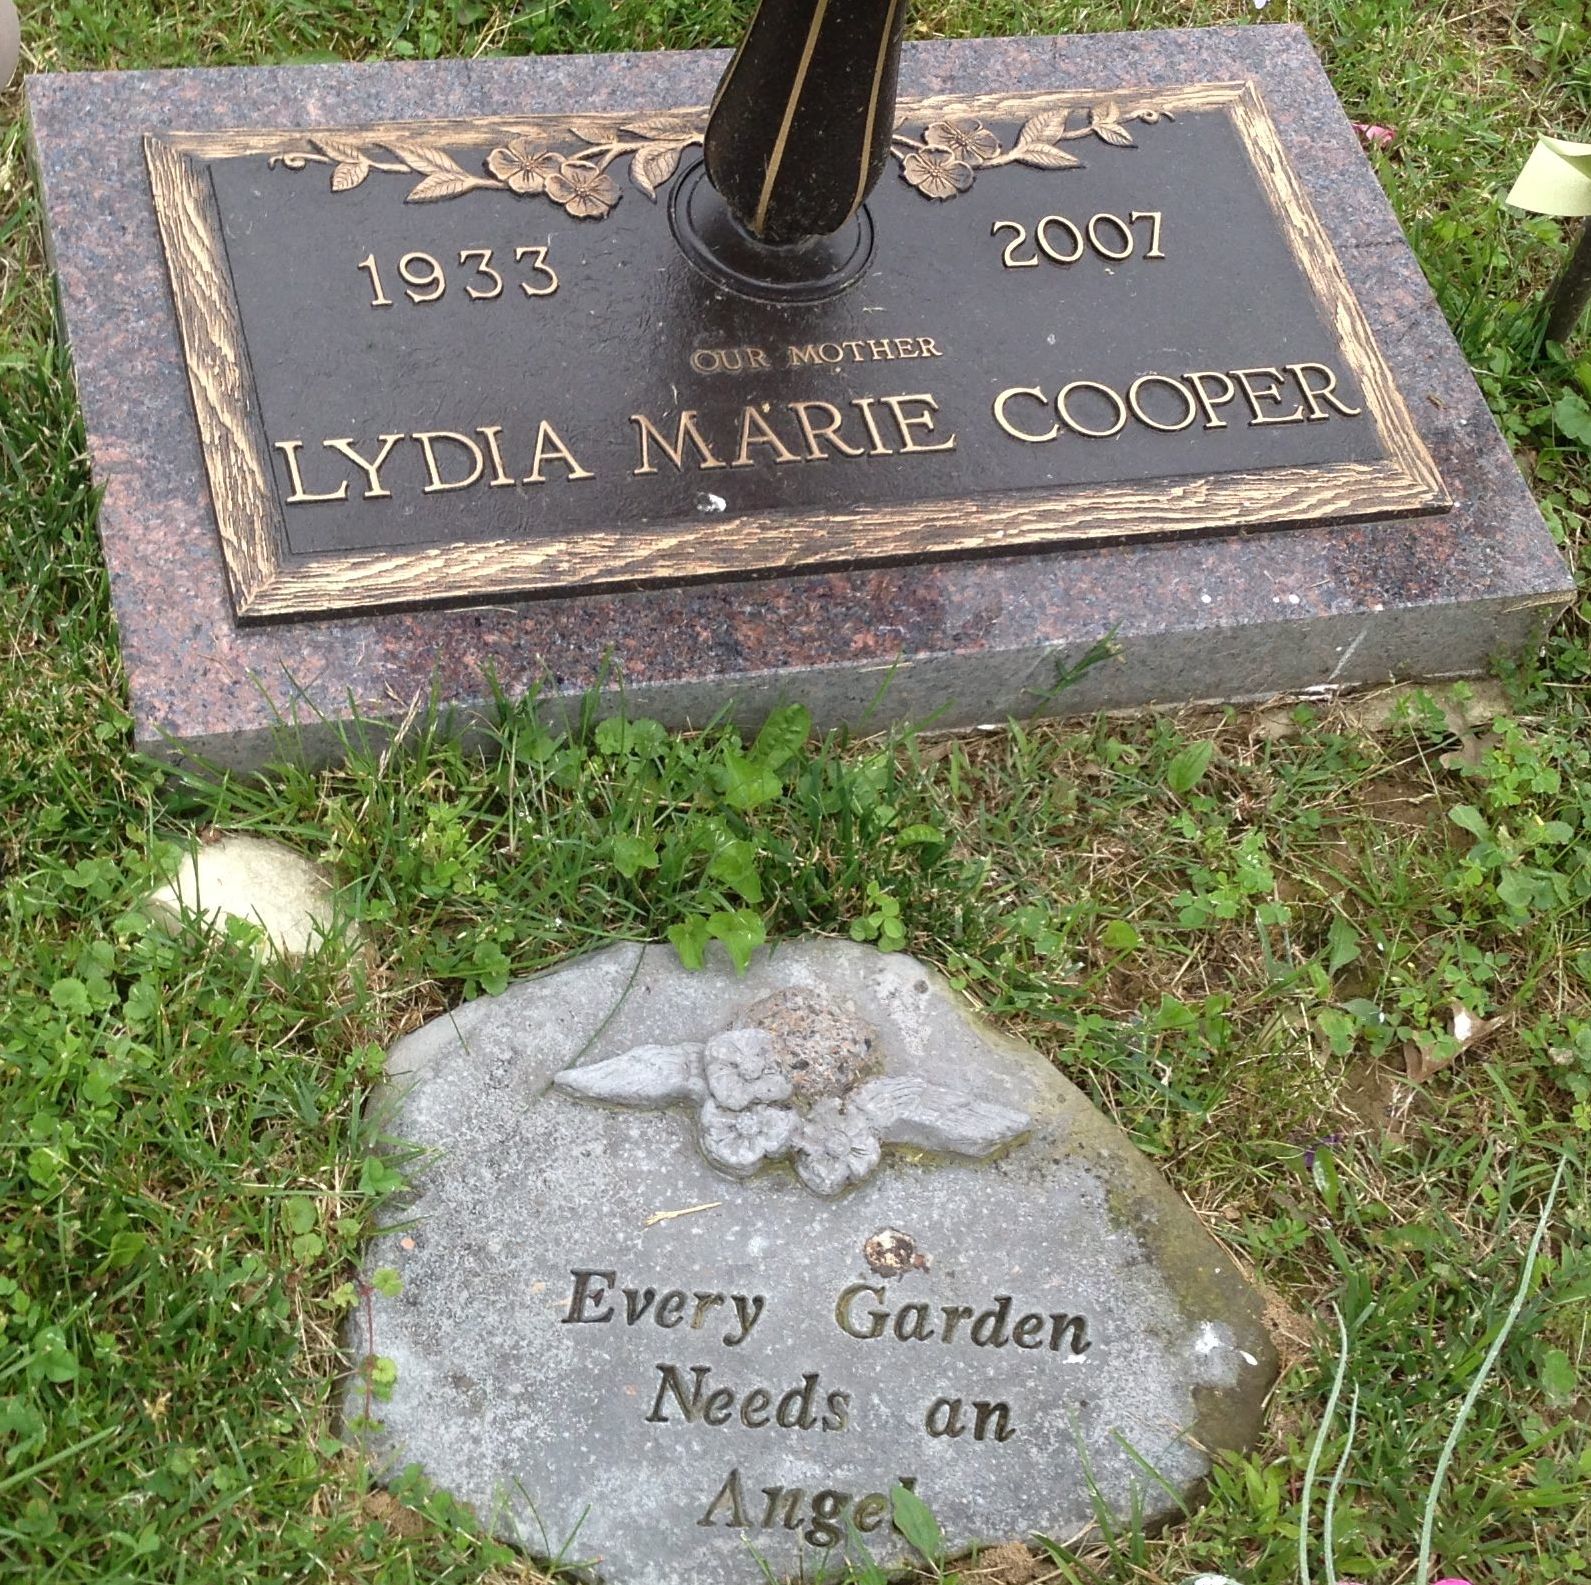 1933 2007
OUR MOTHER
LYDIA MARIE COOPER
Every Garden
Needs an
Angel